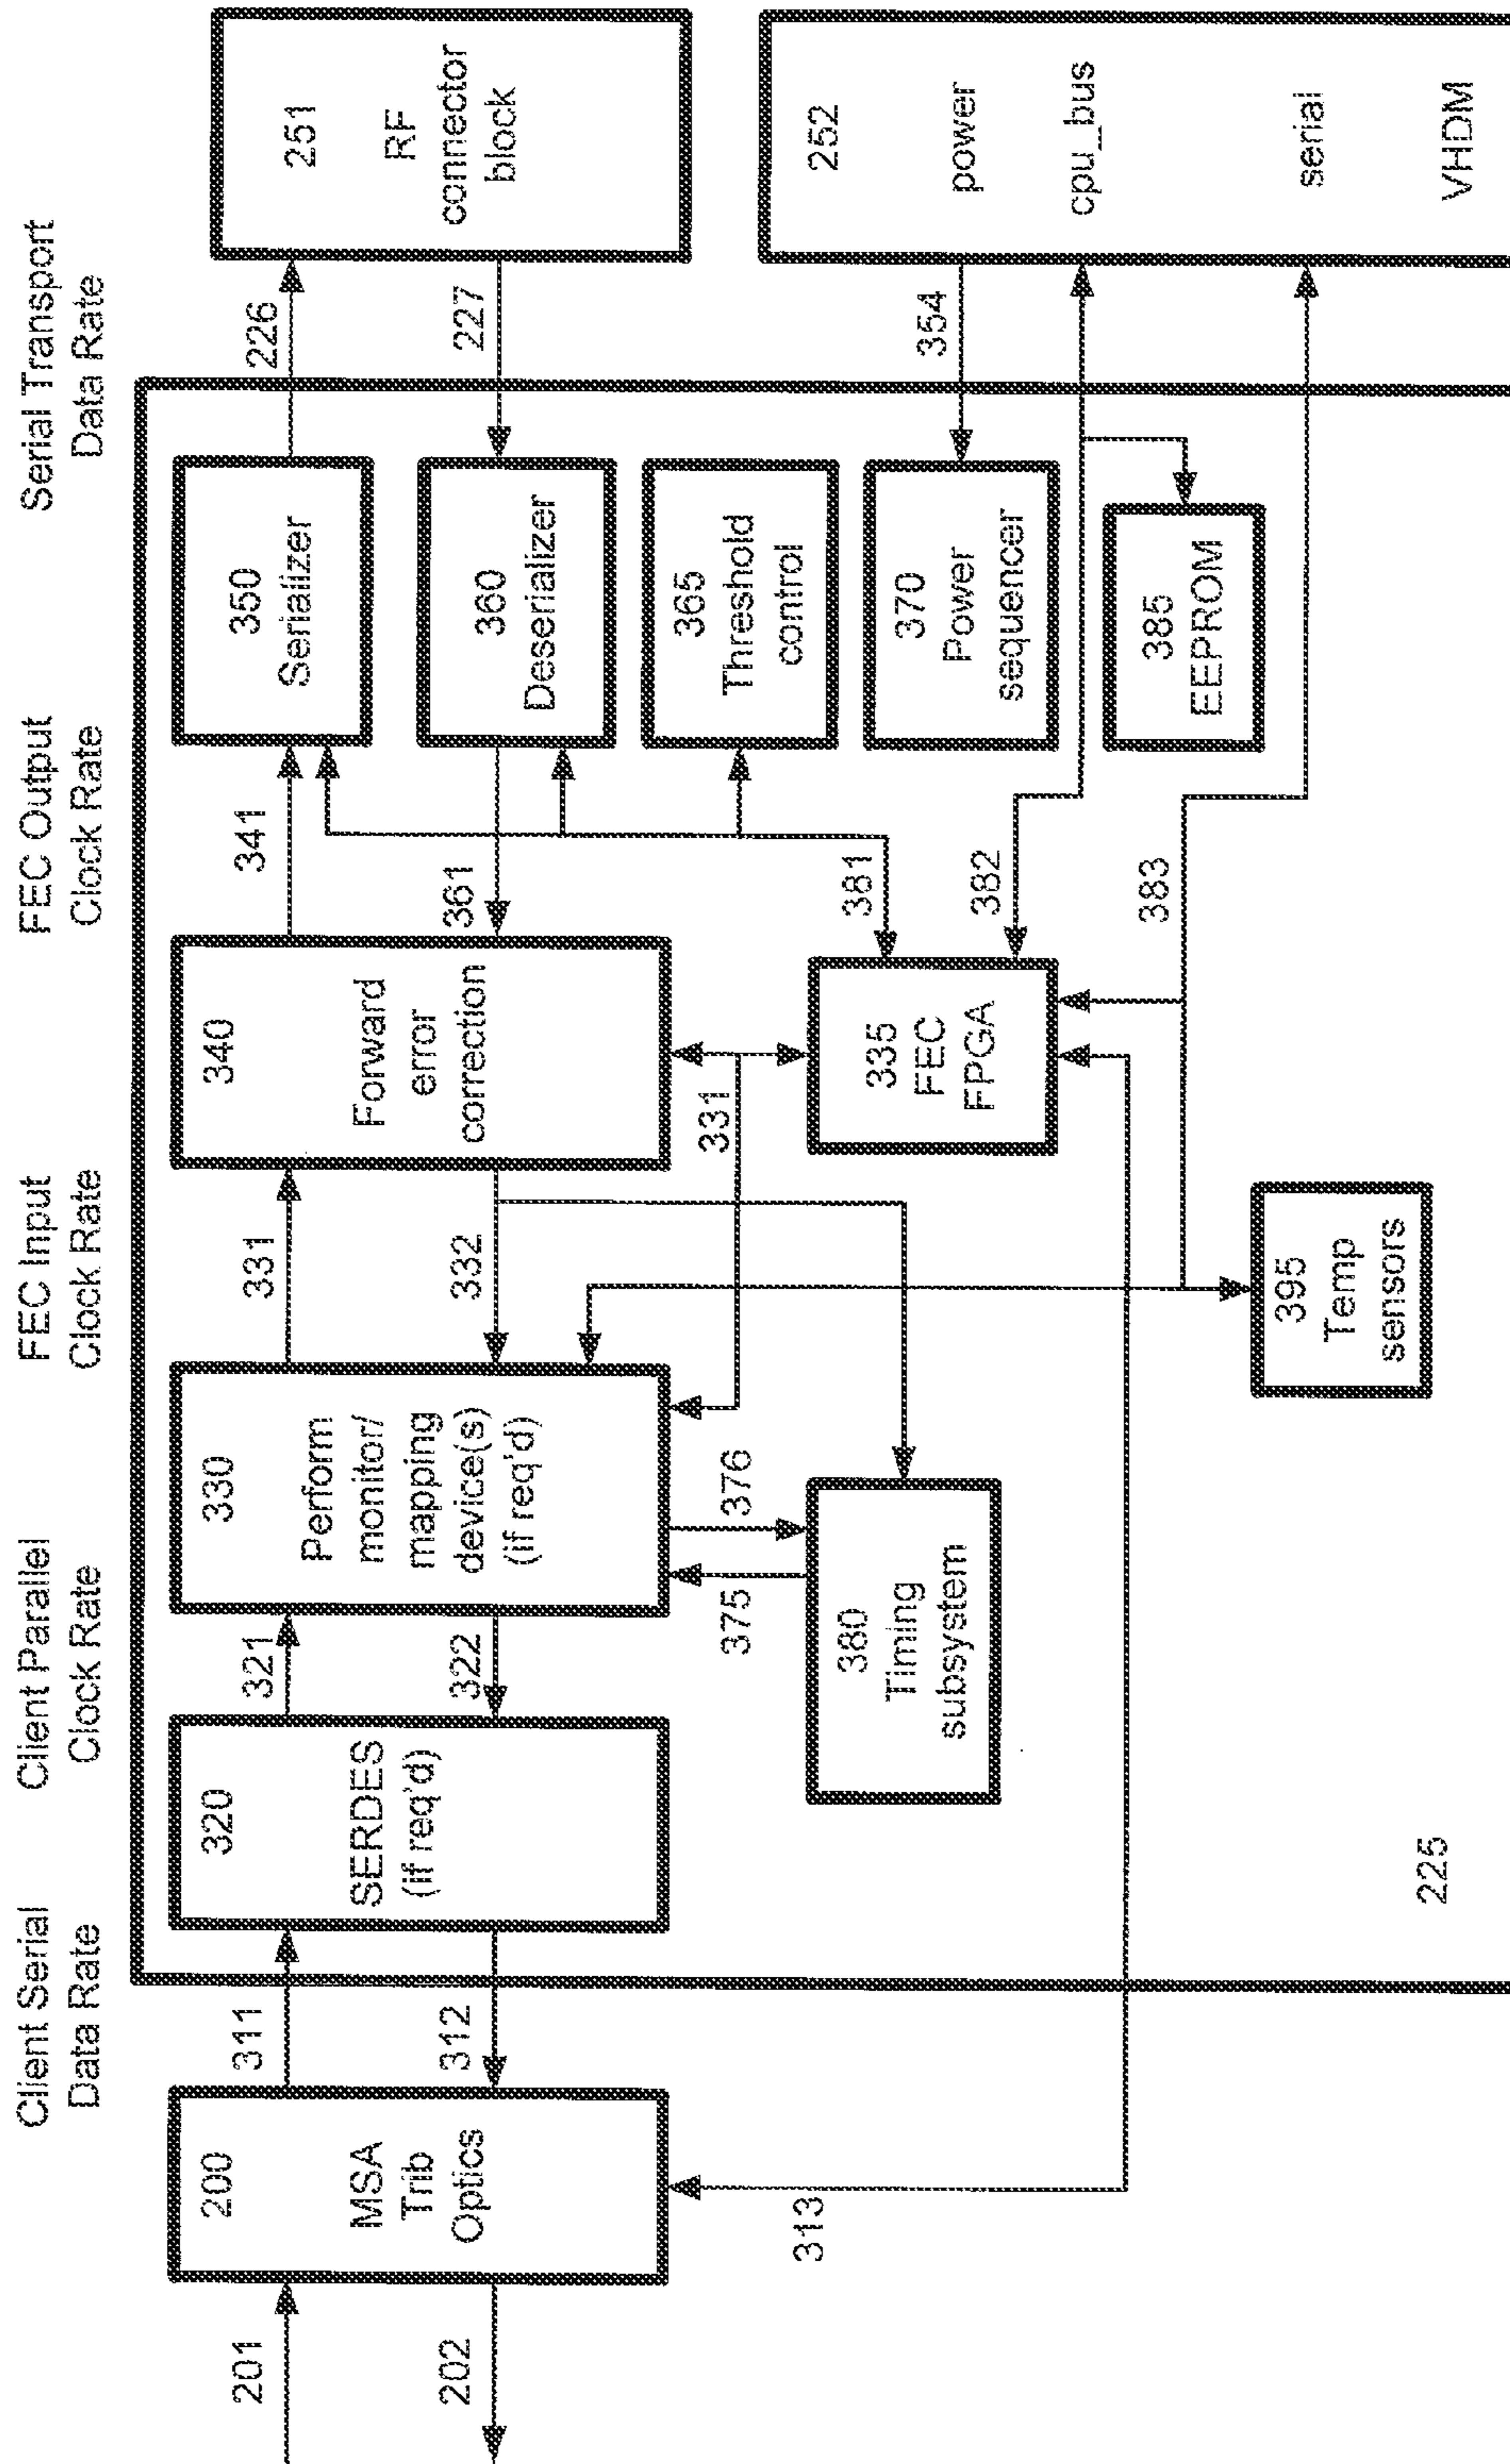 Client Serial
Data Rate
Client Parallel
Clock Rate
FEC Input
Clock Rate
FEC Output
Clock Rate
Serial Transport
Data Rate
201
202
200
MSA
Trib
Optics
311
312
313
320
SERDES
(if req'd)
321
322
330
Perform
monitor/
mapping
device(s)
(if req'd)
331
332
375
376
380
Timing
subsystem
340
Forward
error
correction
331
335
FEC
FPGA
341
361
381
382
383
350
Serializer
360
Deserializer
365
Threshold
control
370
Power
sequencer
385
EEPROM
395
Temp
sensors
226
227
354
251
RF
connector
block
252
power
cpu_bus
serial
VHDM
225